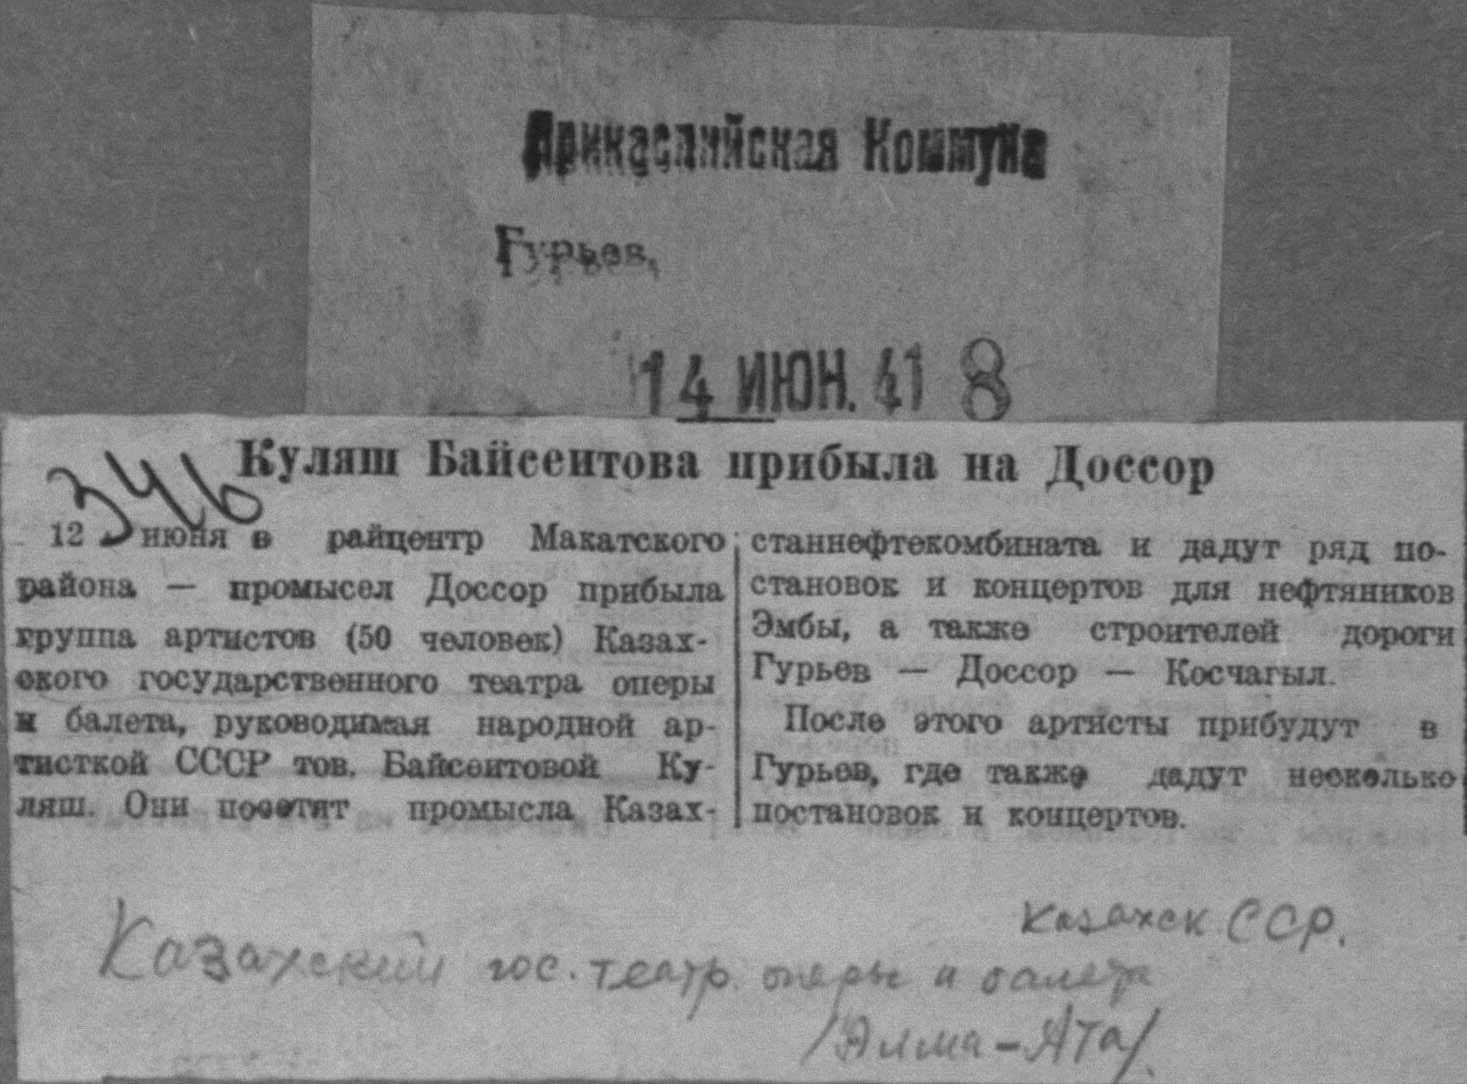 Прикаспийская Коммуна
Гурьев,
14 ИЮН. 41 8
346
Куляш Байсеитова прибыла на Доссор
12 июня в райцентр Макатского
района — промысел Доссор прибыла
группа артистов (50 человек) Казах-
ского государственного театра оперы
и балета, руководимая народной ар-
тисткой СССР тов. Байсеитовой Ку-
ляш. Они посетят промысла Казах-
станнефтекомбината и дадут ряд по-
становок и концертов для нефтяников
Эмбы, а также строителей дороги
Гурьев — Доссор — Косчагыл.
После этого артисты прибудут в
Гурьев, где также дадут несколько
постановок и концертов.
Казахск. ССР.
Казахский гос. театр оперы и балета
/Алма-Ата/.